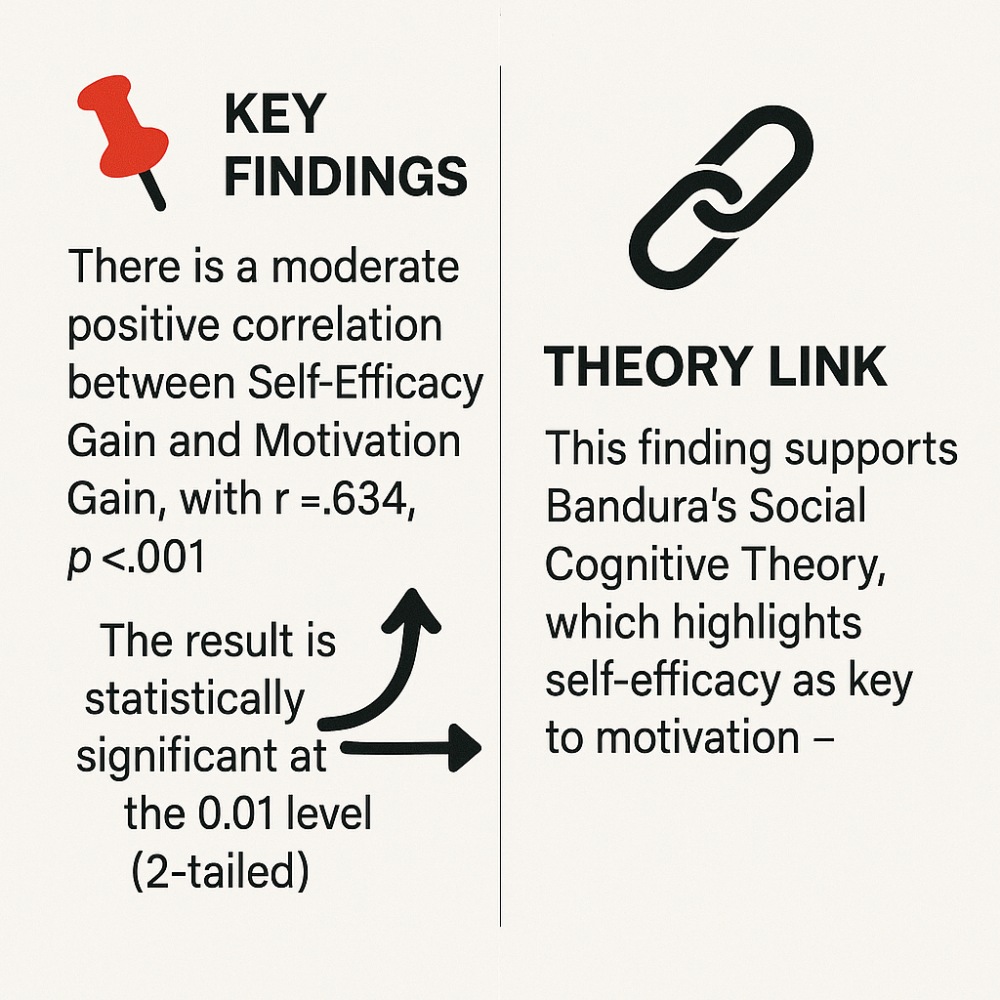 KEY
FINDINGS
There is a moderate
positive correlation
between Self-Efficacy
Gain and Motivation
Gain, with r =.634,
p <.001
The result is
statistically
significant at
the 0.01 level
(2-tailed)
THEORY LINK
This finding supports
Bandura's Social
Cognitive Theory,
which highlights
self-efficacy as key
to motivation –